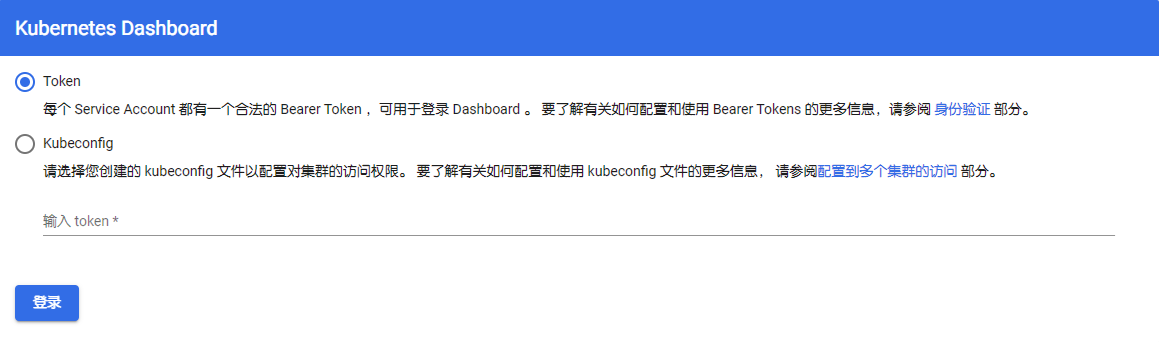 Kubernetes Dashboard
Token
每个 Service Account 都有一个合法的 Bearer Token ，可用于登录 Dashboard 。 要了解有关如何配置和使用 Bearer Tokens 的更多信息，请参阅 身份验证 部分。
Kubeconfig
请选择您创建的 kubeconfig 文件以配置对集群的访问权限。 要了解有关如何配置和使用 kubeconfig 文件的更多信息， 请参阅配置到多个集群的访问 部分。
输入 token *
登录